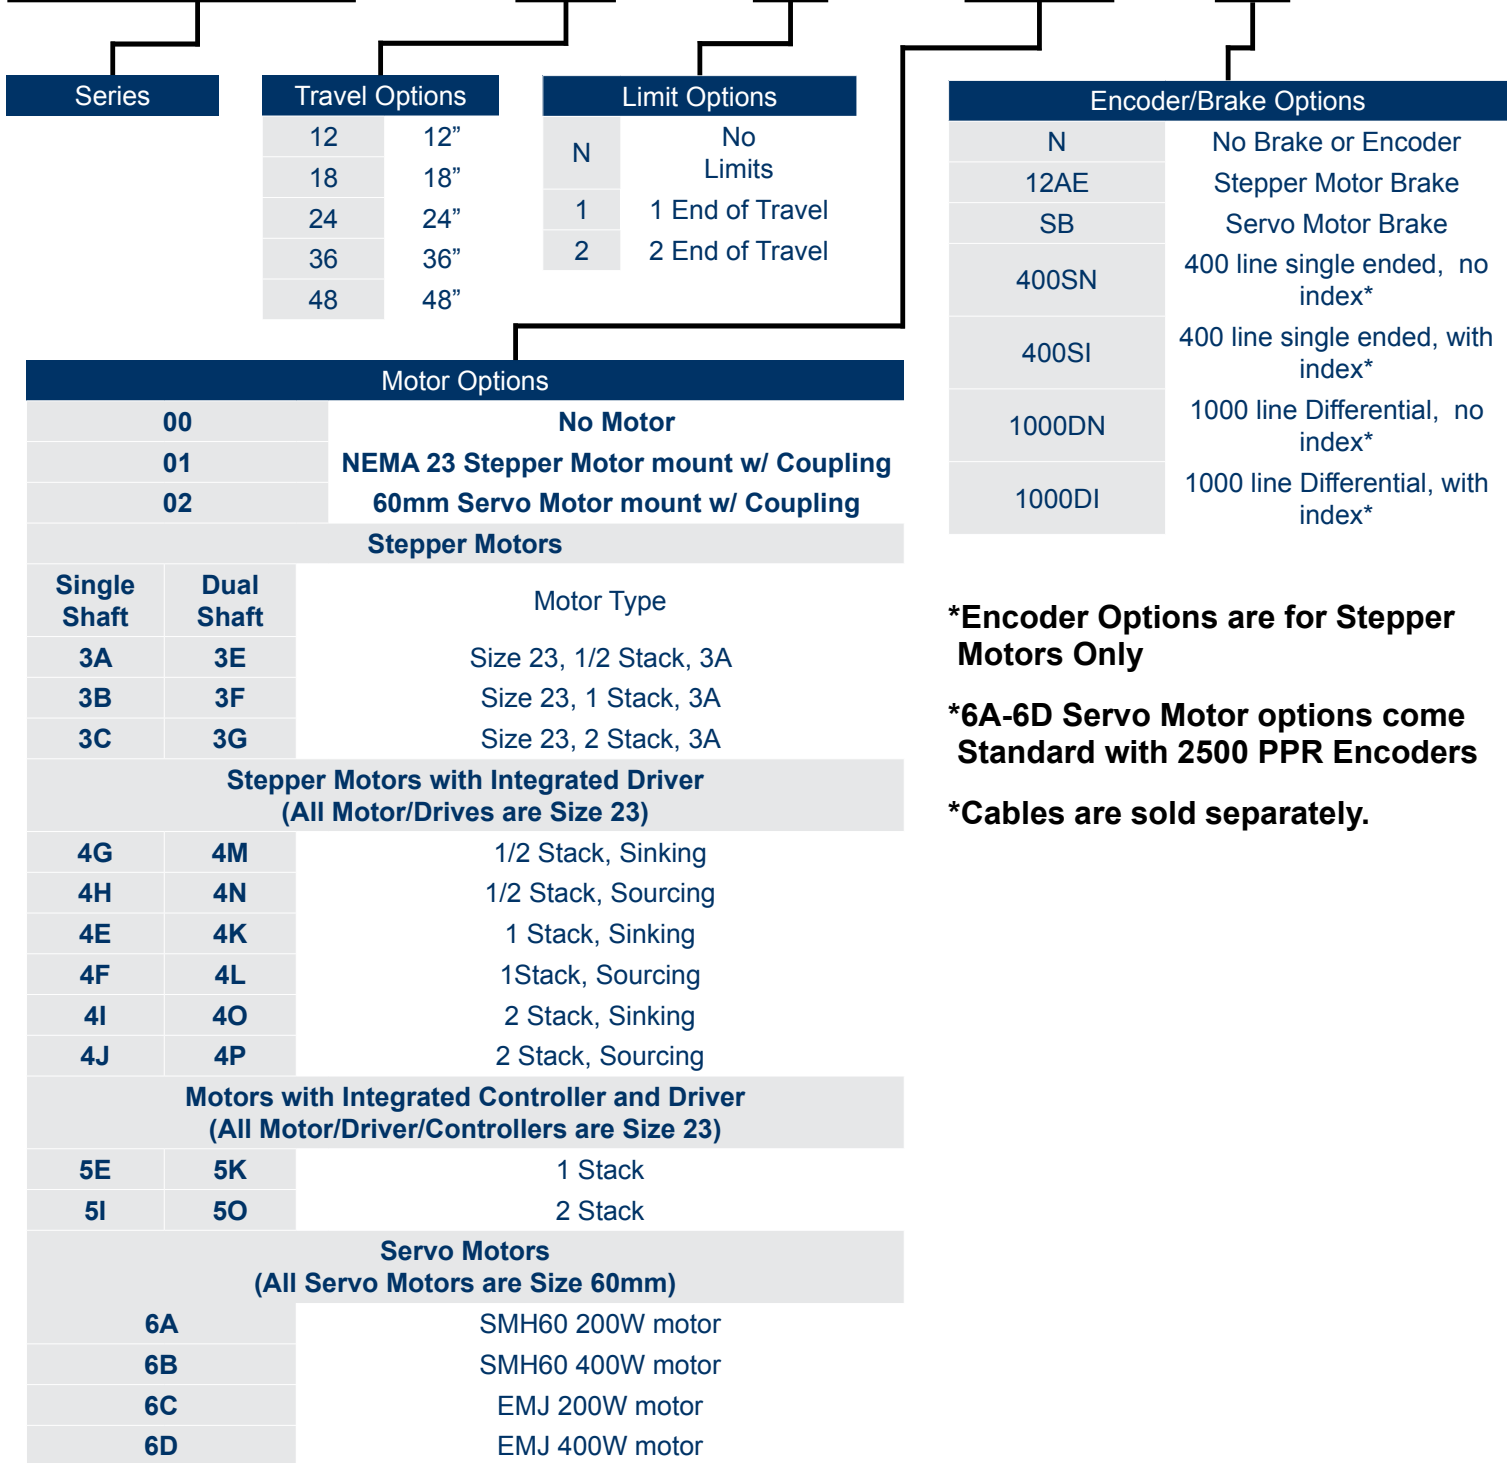 Series
Travel Options
12 12”
18 18”
24 24”
36 36”
48 48”
Limit Options
N No
Limits
1 1 End of Travel
2 2 End of Travel
Encoder/Brake Options
N No Brake or Encoder
12AE Stepper Motor Brake
SB Servo Motor Brake
400SN 400 line single ended, no
index*
400SI 400 line single ended, with
index*
1000DN 1000 line Differential, no
index*
1000DI 1000 line Differential, with
index*
Motor Options
00 No Motor
01 NEMA 23 Stepper Motor mount w/ Coupling
02 60mm Servo Motor mount w/ Coupling
Stepper Motors
Single Shaft Dual Shaft Motor Type
3A 3E Size 23, 1/2 Stack, 3A
3B 3F Size 23, 1 Stack, 3A
3C 3G Size 23, 2 Stack, 3A
Stepper Motors with Integrated Driver
(All Motor/Drives are Size 23)
4G 4M 1/2 Stack, Sinking
4H 4N 1/2 Stack, Sourcing
4E 4K 1 Stack, Sinking
4F 4L 1Stack, Sourcing
4I 4O 2 Stack, Sinking
4J 4P 2 Stack, Sourcing
Motors with Integrated Controller and Driver
(All Motor/Driver/Controllers are Size 23)
5E 5K 1 Stack
5I 5O 2 Stack
Servo Motors
(All Servo Motors are Size 60mm)
6A SMH60 200W motor
6B SMH60 400W motor
6C EMJ 200W motor
6D EMJ 400W motor
*Encoder Options are for Stepper
Motors Only
*6A-6D Servo Motor options come
Standard with 2500 PPR Encoders
*Cables are sold separately.